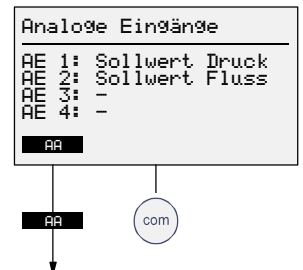 Analoge Eingänge
AE 1: Sollwert Druck
AE 2: Sollwert Fluss
AE 3: -
AE 4: -
AA
AA
com